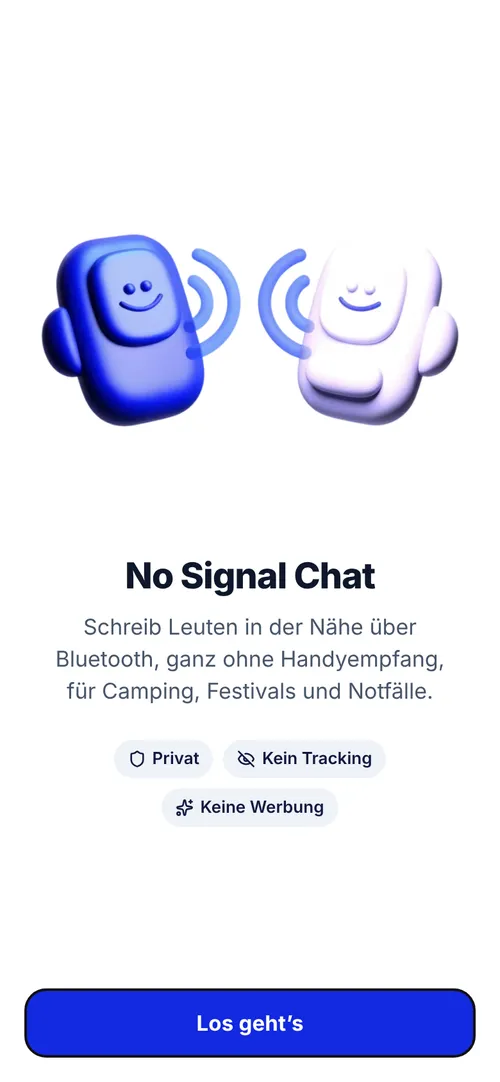 No Signal Chat
Schreib Leuten in der Nähe über
Bluetooth, ganz ohne Handyempfang,
für Camping, Festivals und Notfälle.
Privat
Kein Tracking
Keine Werbung
Los geht’s